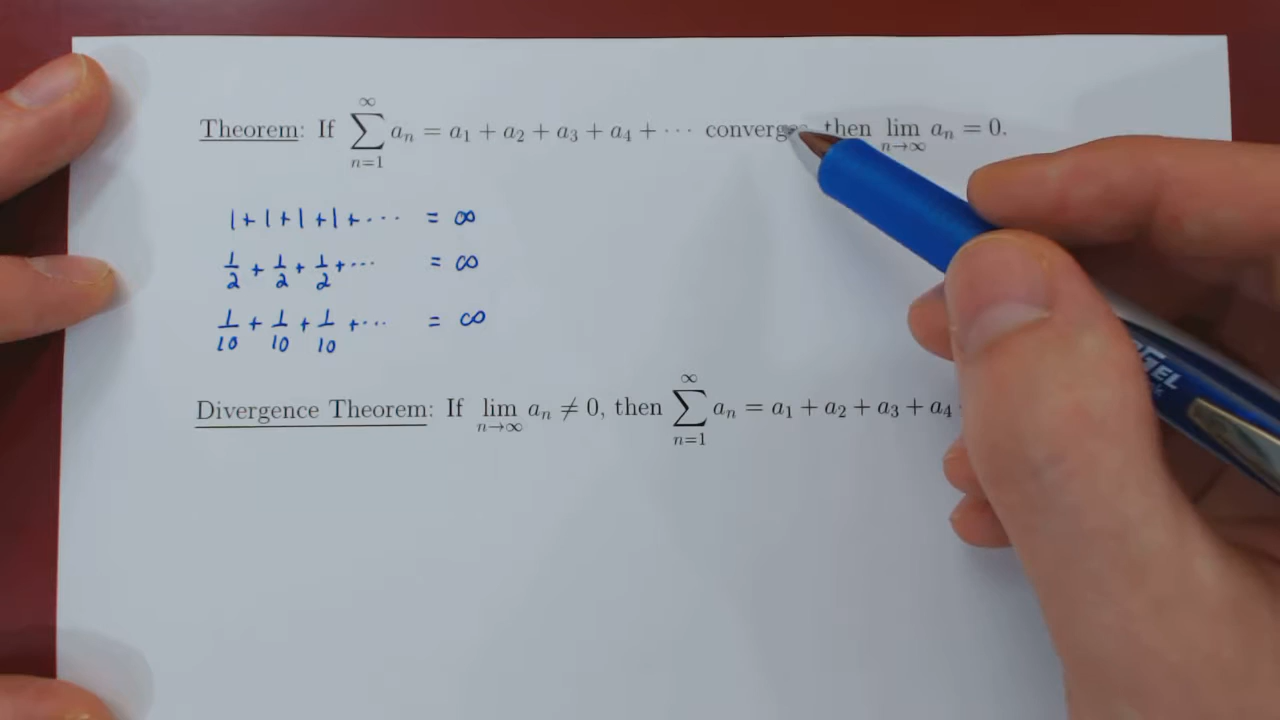 Theorem: If ∑_{n=1}^{∞} a_n = a_1 + a_2 + a_3 + a_4 + ··· converges, then lim_{n→∞} a_n = 0.
1 + 1 + 1 + 1 + ··· = ∞
1/2 + 1/2 + 1/2 + ··· = ∞
1/10 + 1/10 + 1/10 + ··· = ∞
Divergence Theorem: If lim_{n→∞} a_n ≠ 0, then ∑_{n=1}^{∞} a_n = a_1 + a_2 + a_3 + a_4